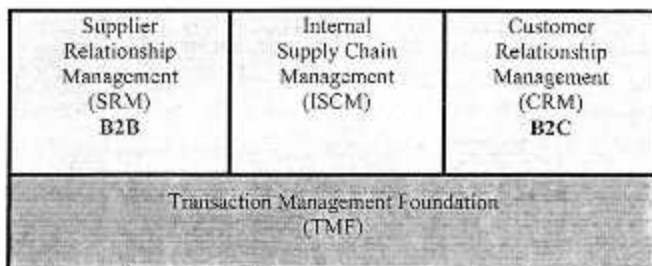 Supplier
Relationship
Management
(SRM)
B2B
Internal
Supply Chain
Management
(ISCM)
Customer
Relationship
Management
(CRM)
B2C
Transaction Management Foundation
(TMF)